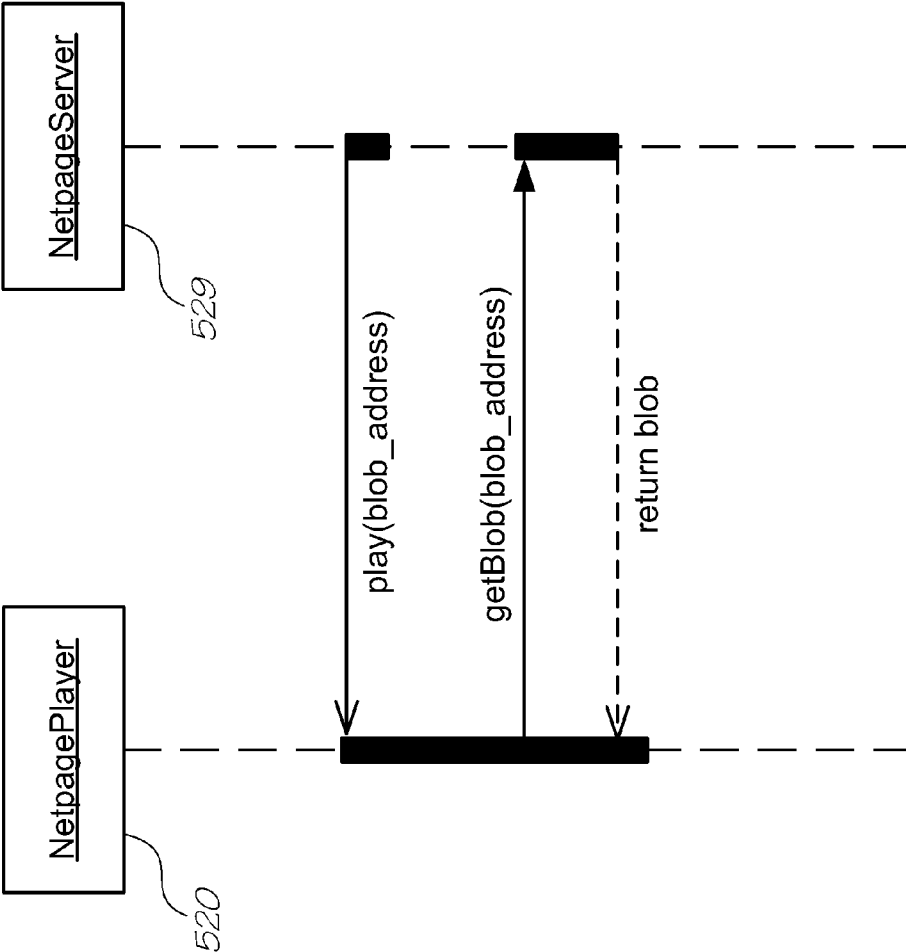 NetpagePlayer
NetpageServer
520
529
play(blob_address)
getBlob(blob_address)
return blob